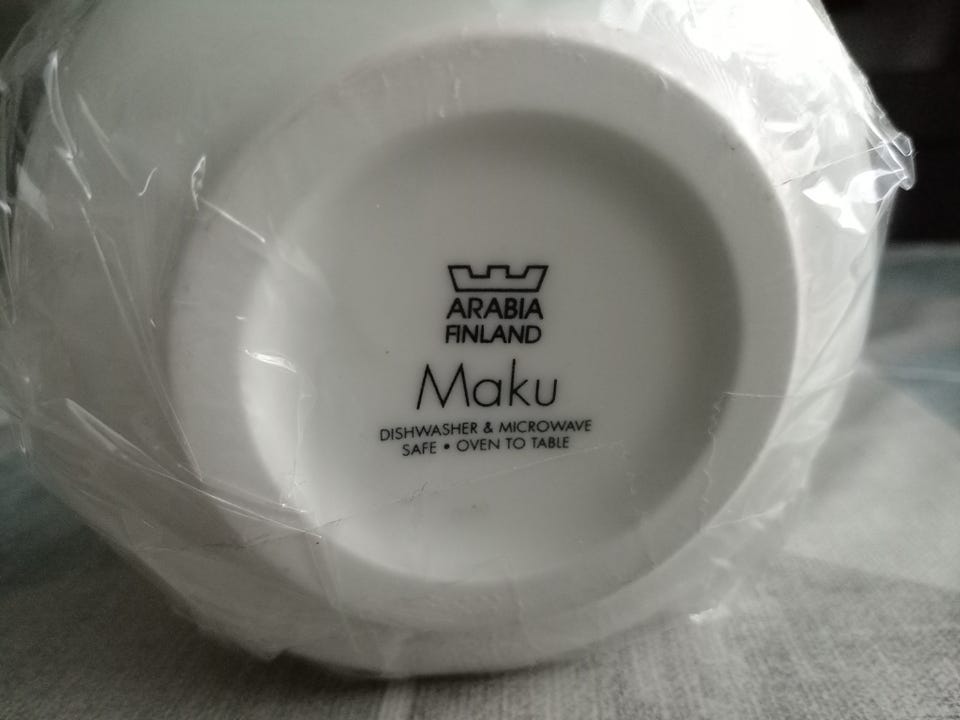 ARABIA
FINLAND
Maku
DISHWASHER & MICROWAVE
SAFE • OVEN TO TABLE